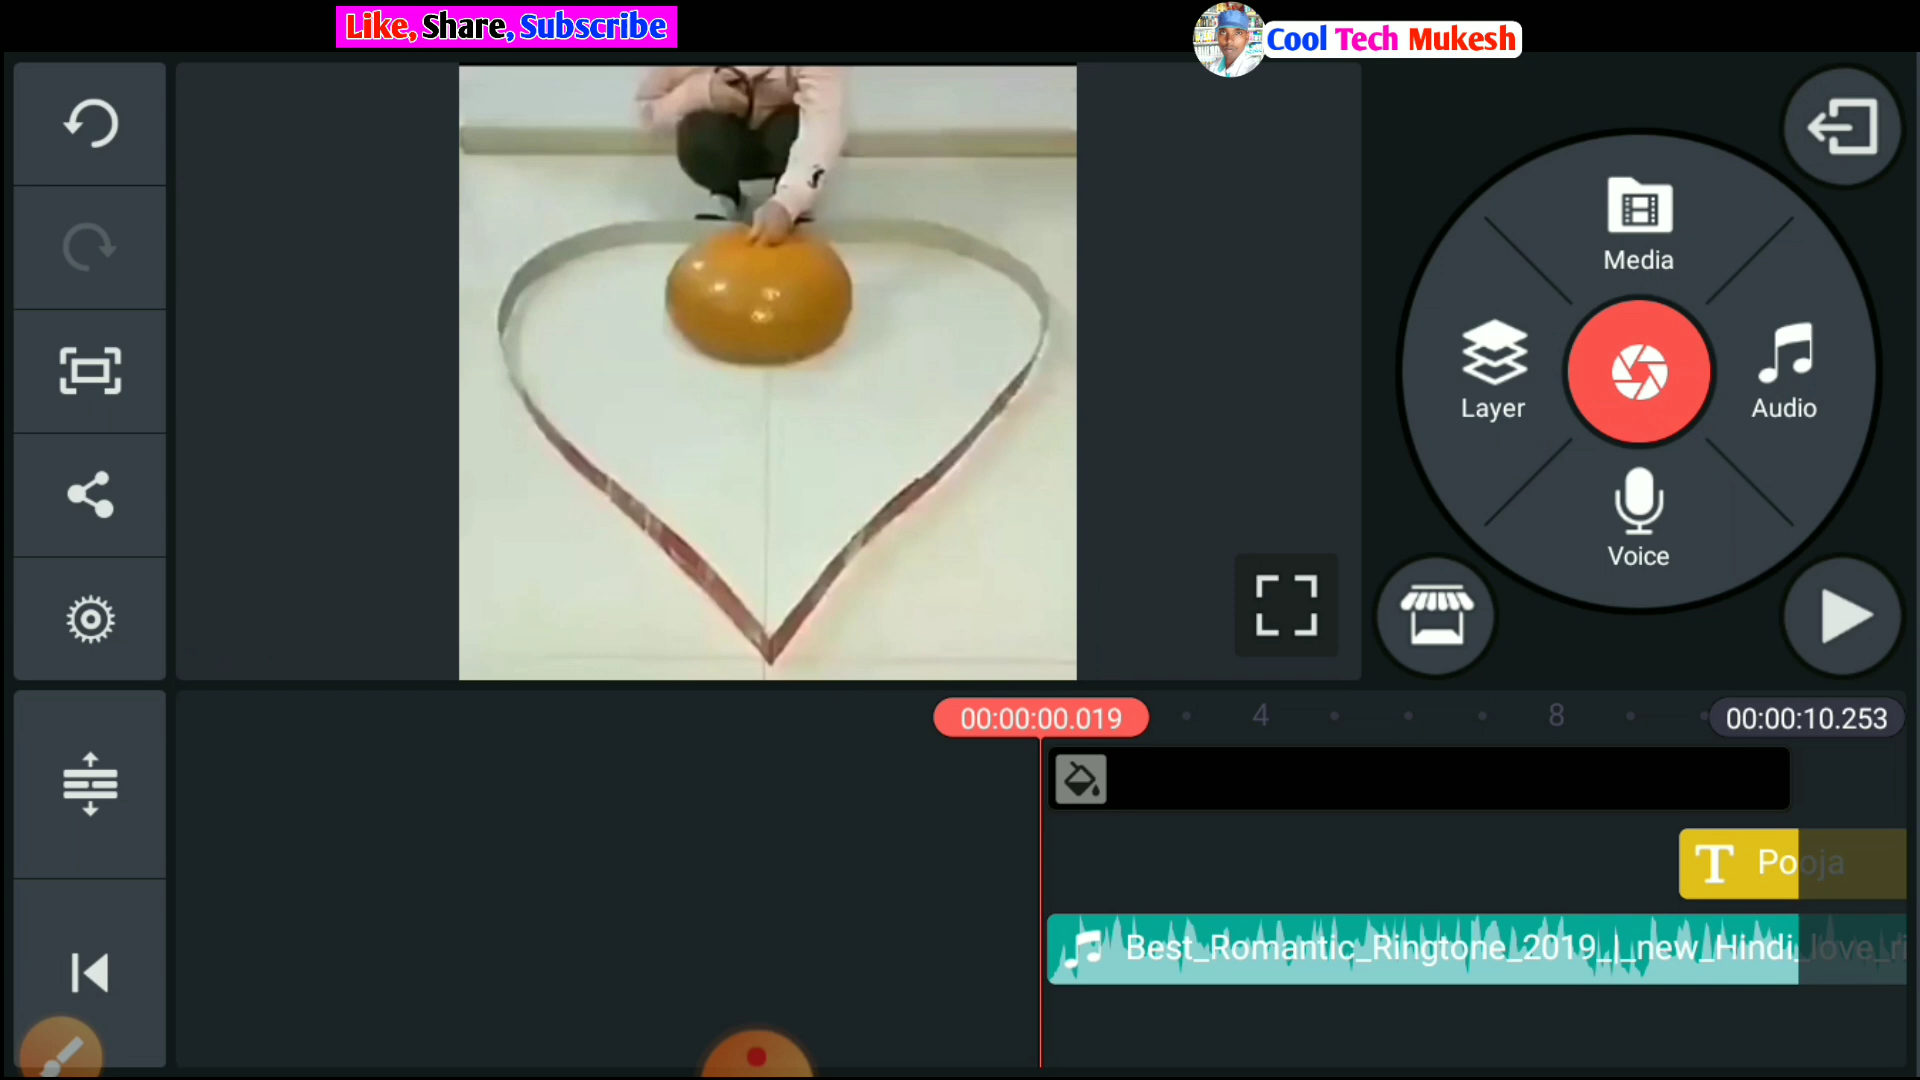 Like, Share, Subscribe
Cool Tech Mukesh
Media
Layer
Audio
Voice
00:00:00.019
4
8
00:00:10.253
Pooja
Best_Romantic_Ringtone_2019_|_new_Hindi_love_ri